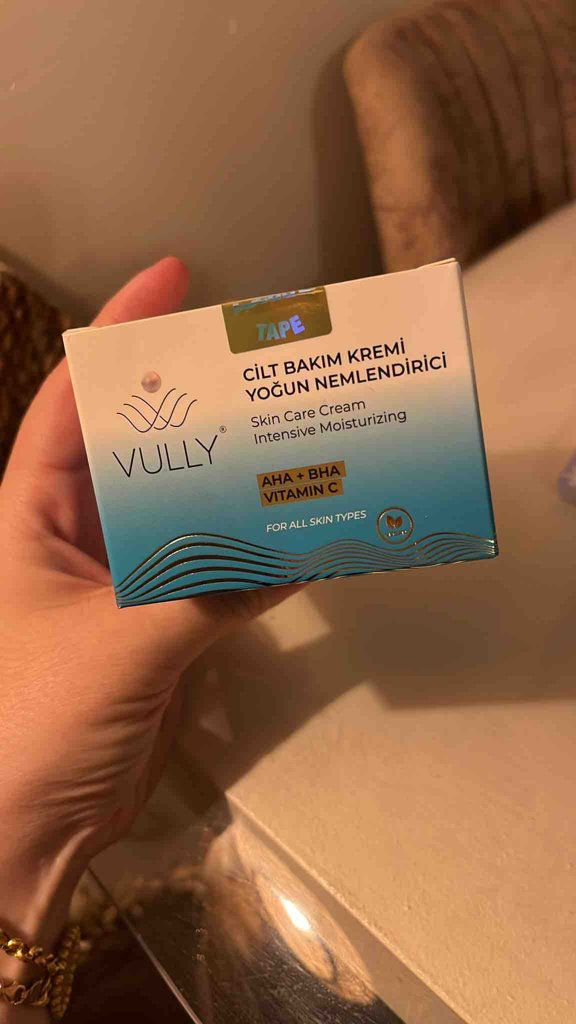 TAPE
CİLT BAKIM KREMİ
YOĞUN NEMLENDİRİCİ
Skin Care Cream
Intensive Moisturizing
VULLY®
AHA + BHA
VITAMIN C
FOR ALL SKIN TYPES